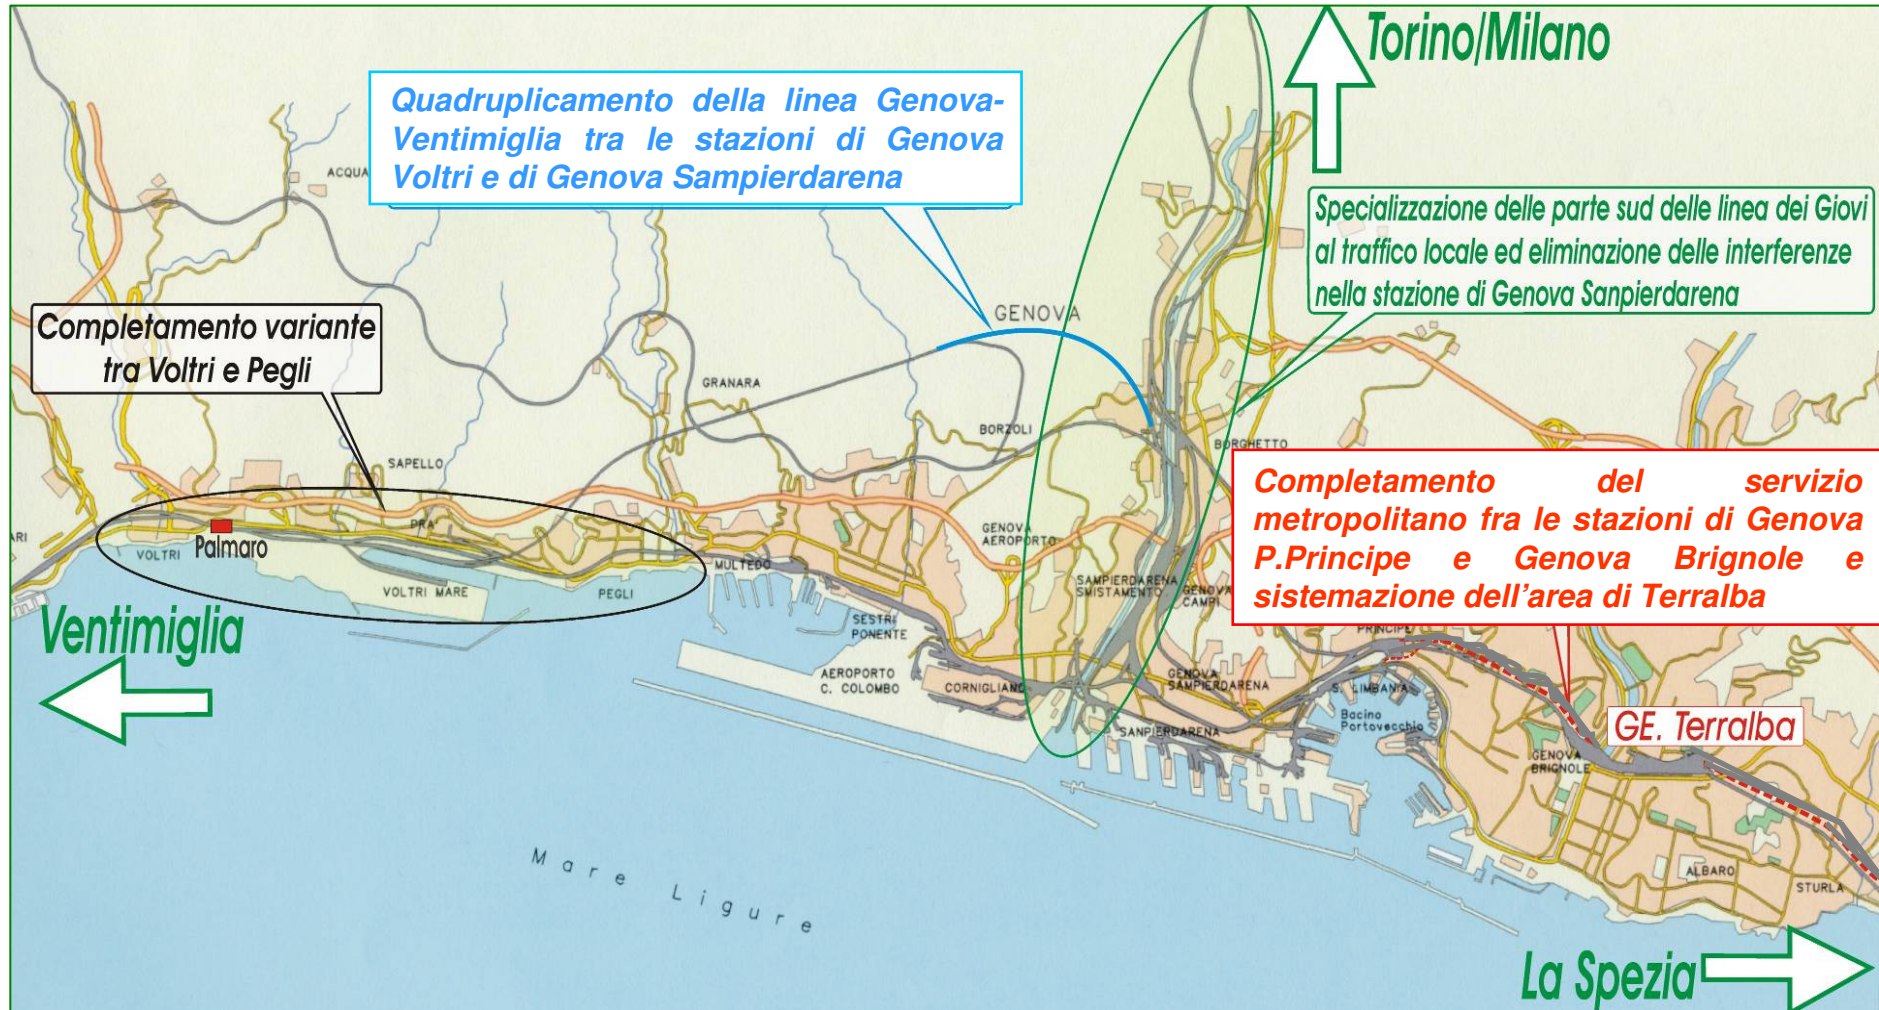 Torino/Milano
Quadruplicamento della linea Genova-
Ventimiglia tra le stazioni di Genova
Voltri e di Genova Sampierdarena
ACQUA
Specializzazione delle parte sud delle linea dei Giovi
al traffico locale ed eliminazione delle interferenze
nella stazione di Genova Sanpierdarena
GENOVA
Completamento variante
tra Voltri e Pegli
GRANARA
BORZOLI
BORGHETTO
SAPELLO
Completamento del servizio
metropolitano fra le stazioni di Genova
P.Principe e Genova Brignole e
sistemazione dell'area di Terralba
ARI
VOLTRI
Palmaro
PRA'
GENOVA
AEROPORTO
MULTEDO
VOLTRI MARE
PEGLI
SAMPIERDARENA
SMISTAMENTO
GENOVA
CAMPI
SESTRI
PONENTE
PRINCIPE
Ventimiglia
AEROPORTO
C. COLOMBO
CORNIGLIANO
GENOVA
SAMPIERDARENA
S. LIMBANIA
Bacino
Portovecchio
SANPIERDARENA
GE. Terralba
GENOVA
BRIGNOLE
Mare Ligure
ALBARO
STURLA
La Spezia